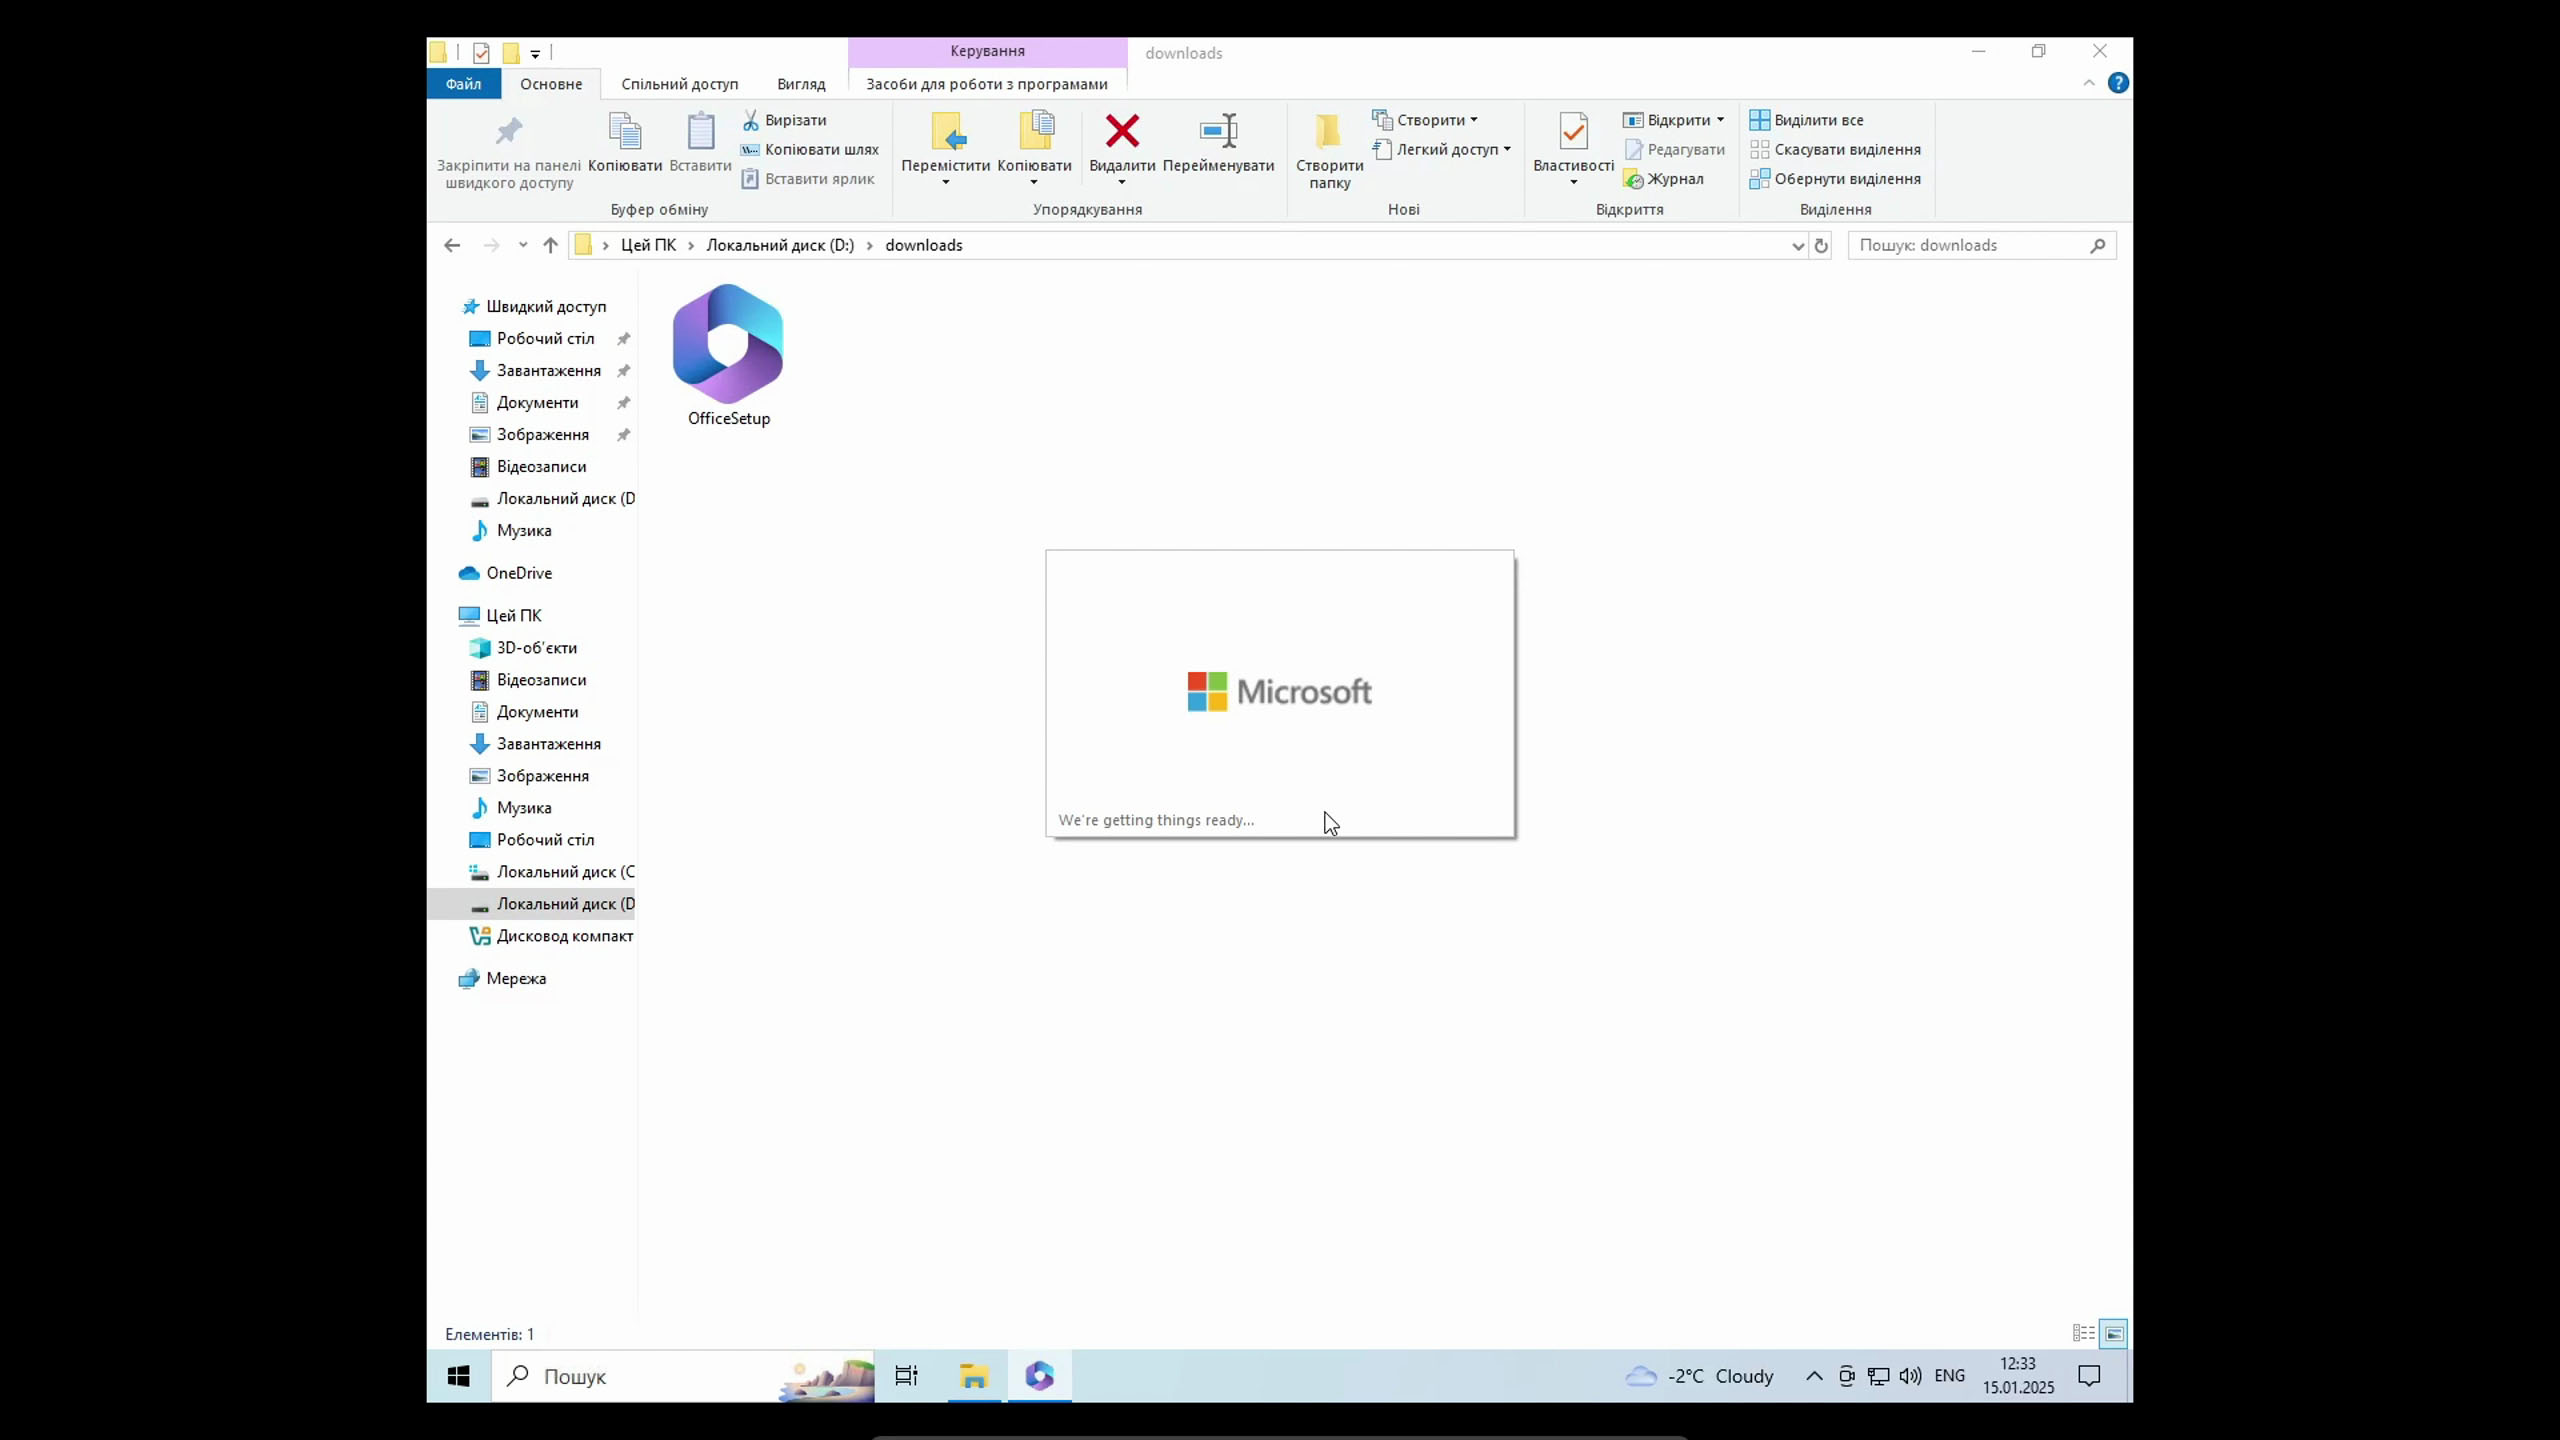 Керування
downloads
Файл
Основне
Спільний доступ
Вигляд
Засоби для роботи з програмами
Закріпити на панелі
швидкого доступу
Копіювати
Вставити
Вирізати
Копіювати шлях
Вставити ярлик
Буфер обміну
Перемістити
Копіювати
Видалити
Перейменувати
Упорядкування
Створити
папку
Створити
Легкий доступ
Нові
Властивості
Відкрити
Редагувати
Журнал
Відкриття
Виділити все
Скасувати виділення
Обернути виділення
Виділення
Цей ПК > Локальний диск (D:) > downloads
Пошук: downloads
Швидкий доступ
Робочий стіл
Завантаження
Документи
Зображення
Відеозаписи
Локальний диск (D
Музика
OneDrive
Цей ПК
3D-об'єкти
Відеозаписи
Документи
Завантаження
Зображення
Музика
Робочий стіл
Локальний диск (C
Локальний диск (D
Дисковод компакт
Мережа
OfficeSetup
Microsoft
We're getting things ready...
Елементів: 1
Пошук
-2°C Cloudy
ENG
12:33
15.01.2025